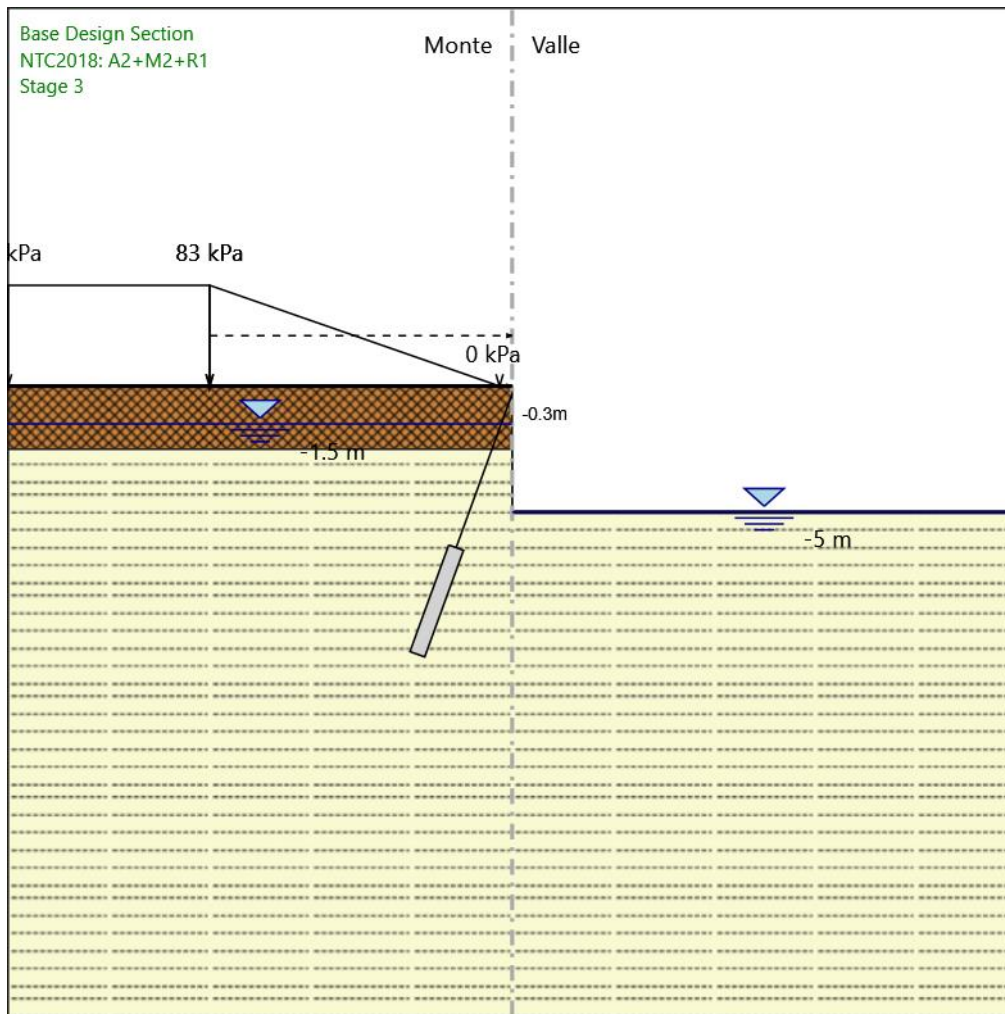 Base Design Section
NTC2018: A2+M2+R1
Stage 3
Monte
Valle
kPa
83 kPa
0 kPa
-0.3m
-1.5 m
-5 m